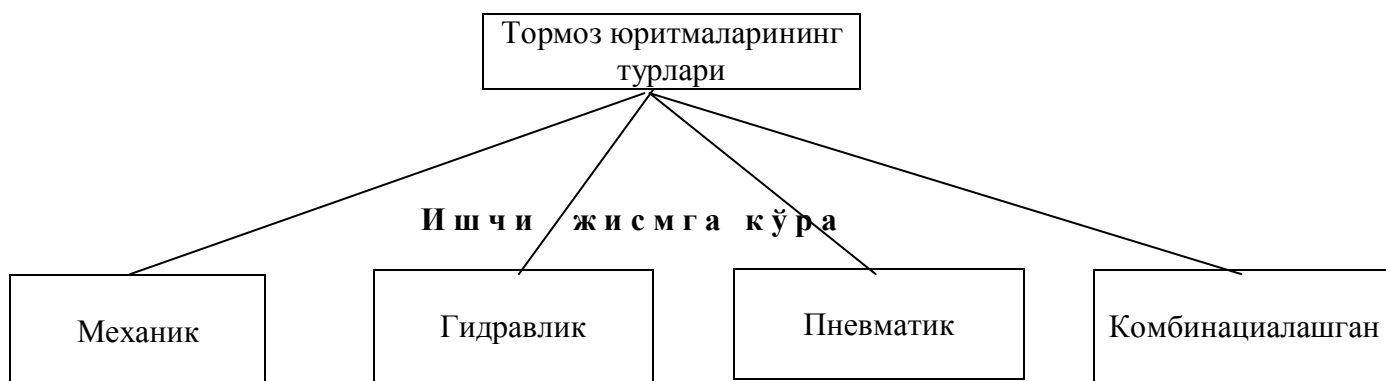 Тормоз юритмаларининг
турлари
Ишчи жисмга кўра
Механик
Гидравлик
Пневматик
Комбинациалашган